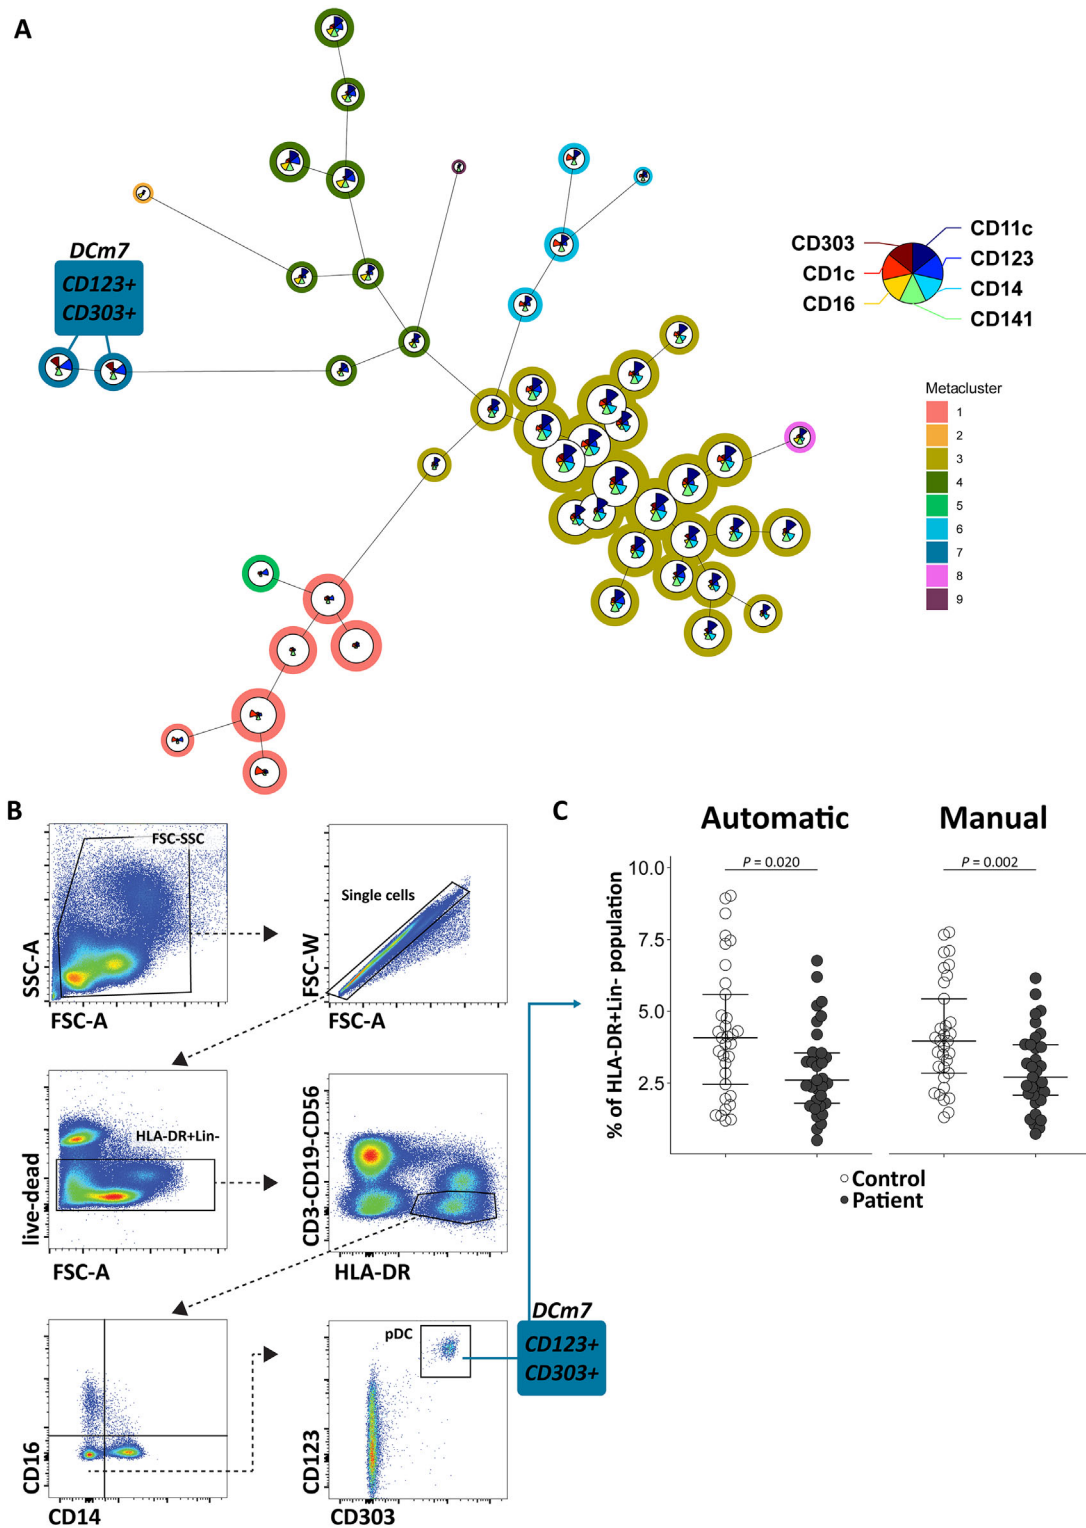 A
DCm7
CD123+
CD303+
CD303
CD1c
CD16
CD11c
CD123
CD14
CD141
Metacluster
1
2
3
4
5
6
7
8
9
B
FSC-SSC
SSC-A
FSC-A
Single cells
FSC-W
FSC-A
HLA-DR+Lin-
live-dead
FSC-A
CD3-CD19-CD56
HLA-DR
CD16
CD14
pDC
CD123
CD303
DCm7
CD123+
CD303+
C
Automatic
Manual
P = 0.020
P = 0.002
% of HLA-DR+Lin- population
10.0
7.5
5.0
2.5
Control
Patient